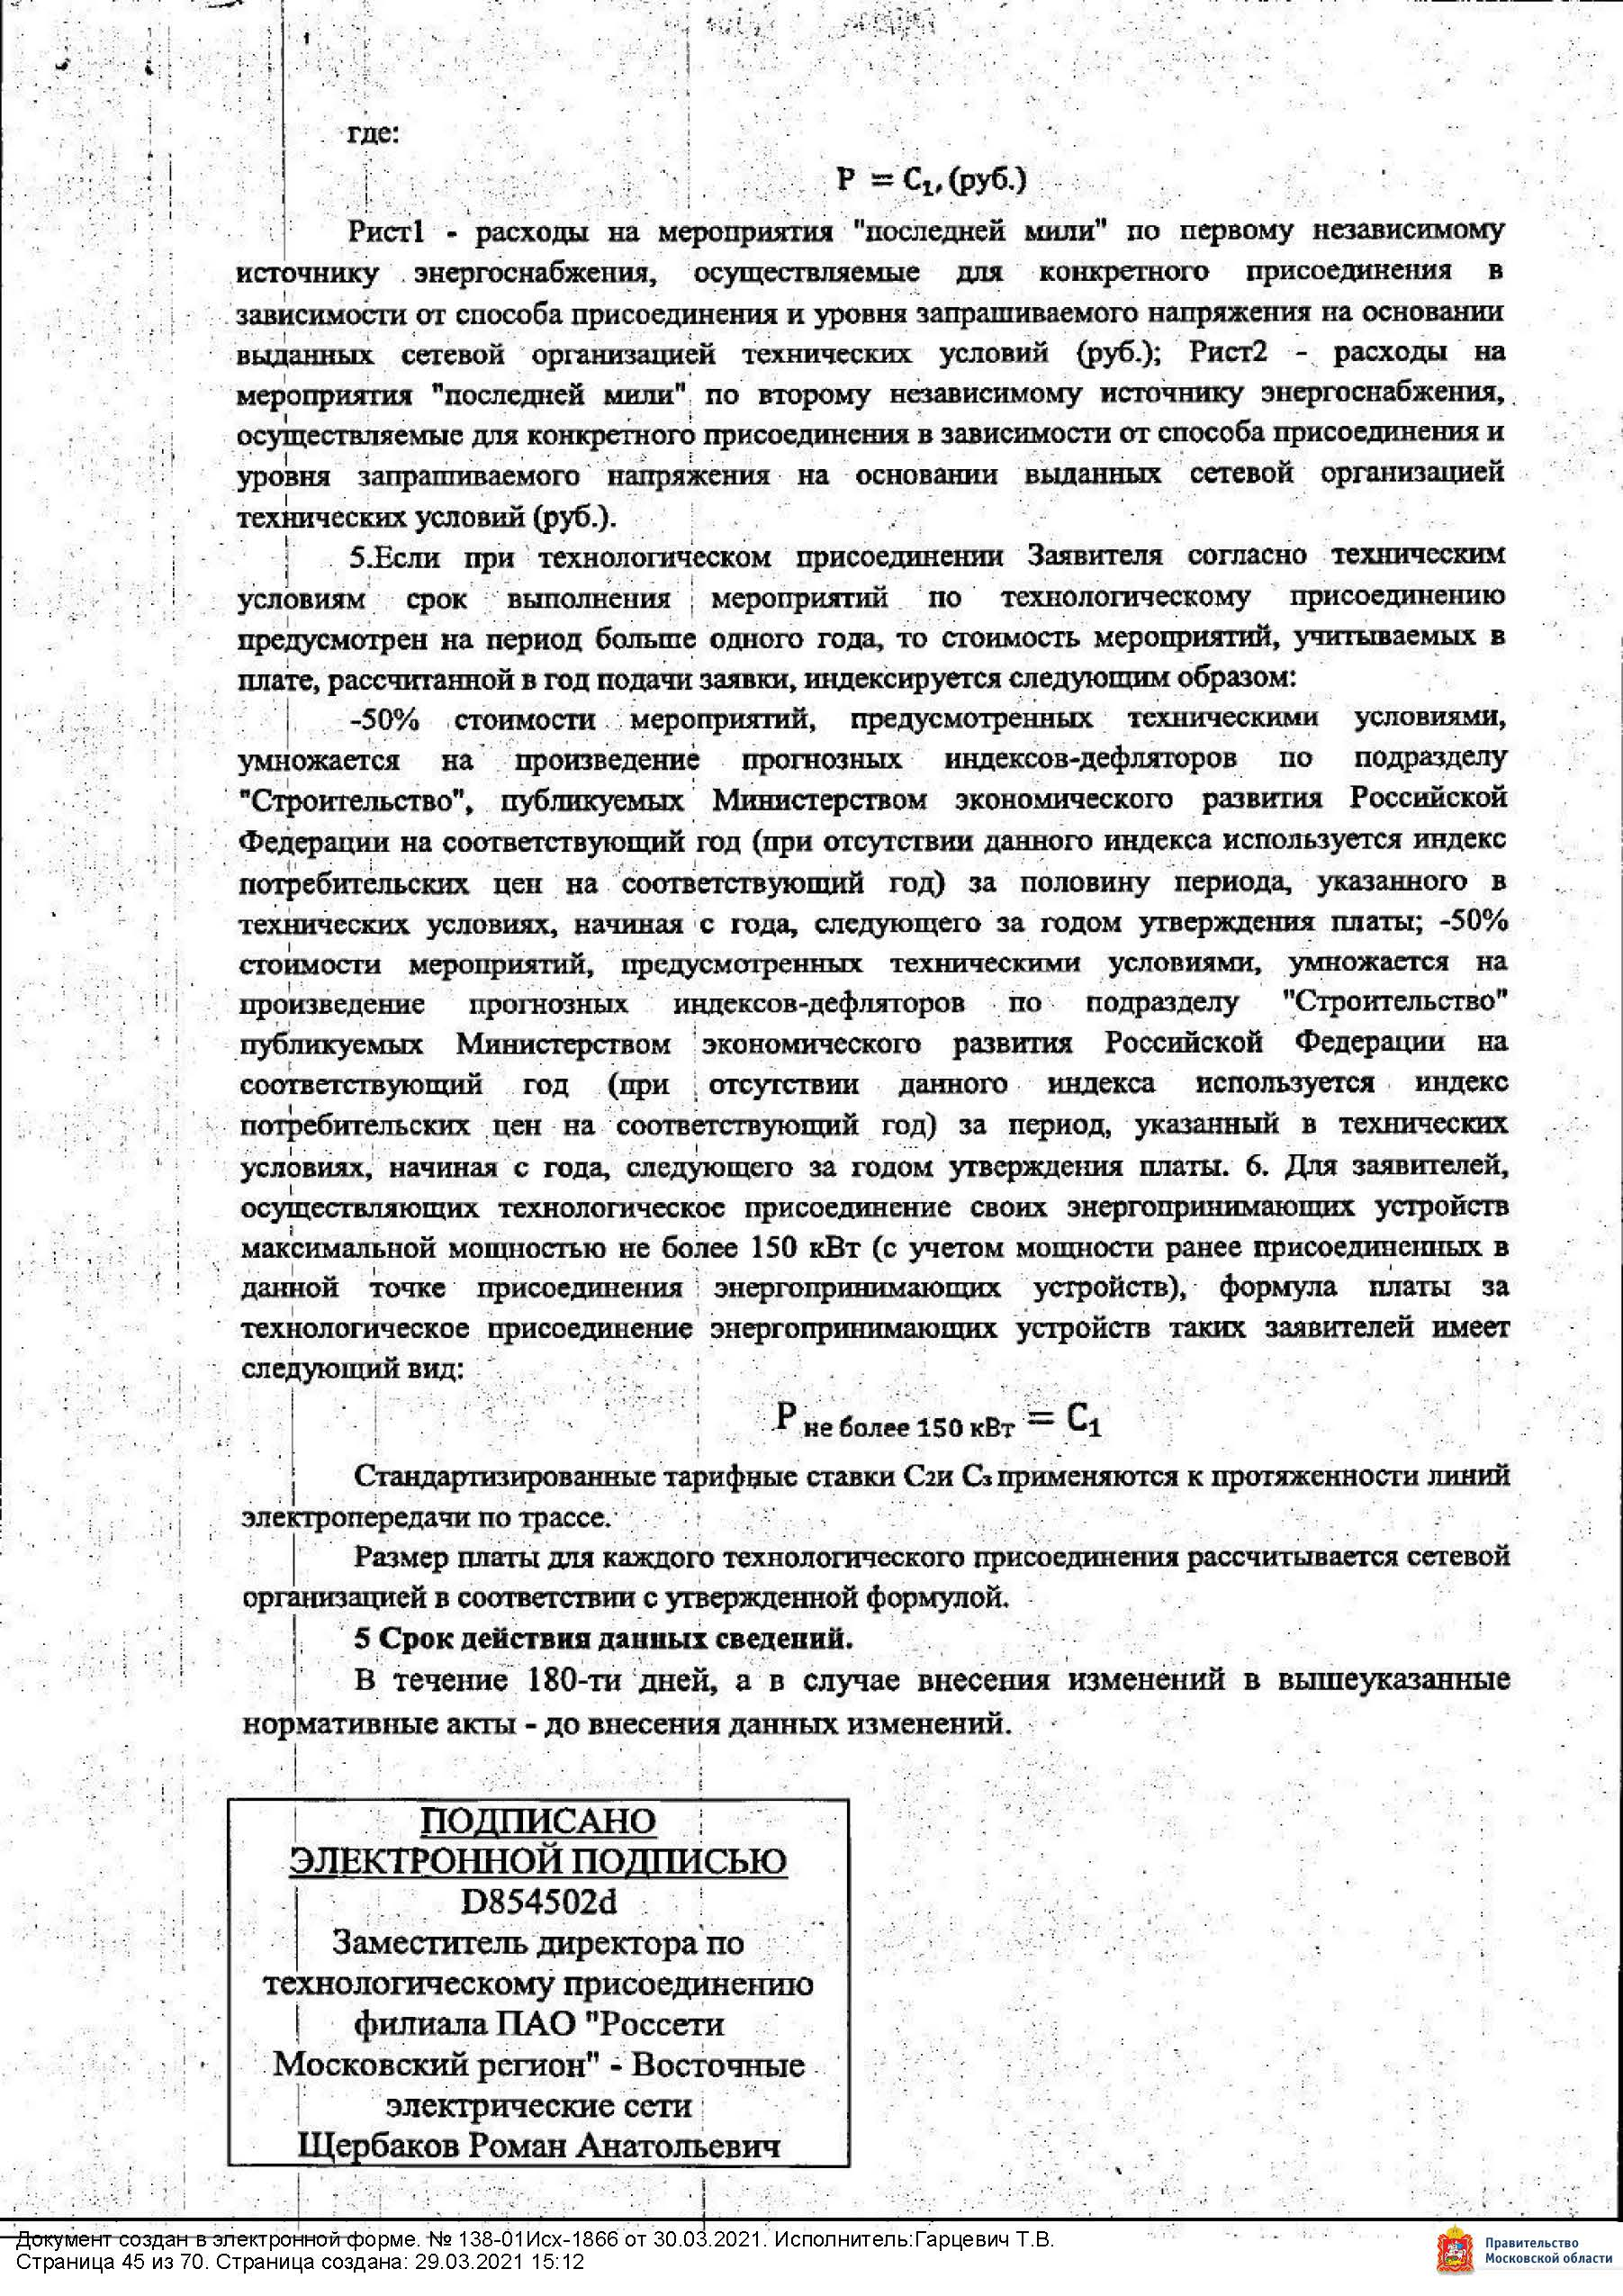 где:
P = C₁, (руб.)
Рист1 - расходы на мероприятия "последней мили" по первому независимому
источнику энергоснабжения, осуществляемые для конкретного присоединения в
зависимости от способа присоединения и уровня запрашиваемого напряжения на основании
выданных сетевой организацией технических условий (руб.); Рист2 - расходы на
мероприятия "последней мили" по второму независимому источнику энергоснабжения,
осуществляемые для конкретного присоединения в зависимости от способа присоединения и
уровня запрашиваемого напряжения на основании выданных сетевой организацией
технических условий (руб.).
5.Если при технологическом присоединении Заявителя согласно техническим
условиям срок выполнения мероприятий по технологическому присоединению
предусмотрен на период больше одного года, то стоимость мероприятий, учитываемых в
плате, рассчитанной в год подачи заявки, индексируется следующим образом:
-50% стоимости мероприятий, предусмотренных техническими условиями,
умножается на произведение прогнозных индексов-дефляторов по подразделу
"Строительство", публикуемых Министерством экономического развития Российской
Федерации на соответствующий год (при отсутствии данного индекса используется индекс
потребительских цен на соответствующий год) за половину периода, указанного в
технических условиях, начиная с года, следующего за годом утверждения платы; -50%
стоимости мероприятий, предусмотренных техническими условиями, умножается на
произведение прогнозных индексов-дефляторов по подразделу "Строительство"
публикуемых Министерством экономического развития Российской Федерации на
соответствующий год (при отсутствии данного индекса используется индекс
потребительских цен на соответствующий год) за период, указанный в технических
условиях, начиная с года, следующего за годом утверждения платы. 6. Для заявителей,
осуществляющих технологическое присоединение своих энергопринимающих устройств
максимальной мощностью не более 150 кВт (с учетом мощности ранее присоединенных в
данной точке присоединения энергопринимающих устройств), формула платы за
технологическое присоединение энергопринимающих устройств таких заявителей имеет
следующий вид:
P не более 150 кВт = C₁
Стандартизированные тарифные ставки С₂и С₃ применяются к протяженности линий
электропередачи по трассе.
Размер платы для каждого технологического присоединения рассчитывается сетевой
организацией в соответствии с утвержденной формулой.
5 Срок действия данных сведений.
В течение 180-ти дней, а в случае внесения изменений в вышеуказанные
нормативные акты - до внесения данных изменений.
ПОДПИСАНО
ЭЛЕКТРОННОЙ ПОДПИСЬЮ
D854502d
Заместитель директора по
технологическому присоединению
филиала ПАО "Россети
Московский регион" - Восточные
электрические сети
Щербаков Роман Анатольевич
Документ создан в электронной форме. № 138-01Исх-1866 от 30.03.2021. Исполнитель:Гарцевич Т.В.
Страница 45 из 70. Страница создана: 29.03.2021 15:12
Правительство
Московской области